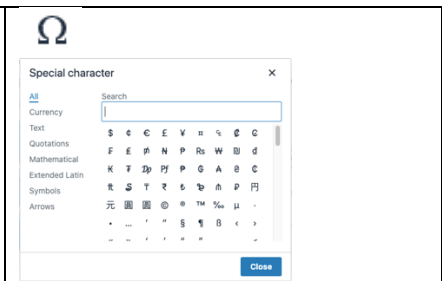 Ω
Special character ×
All
Currency
Text
Quotations
Mathematical
Extended Latin
Symbols
Arrows
Search
$ ¢ € £ ¥ ¤ ₠ ₡ ₢
₣ ₤ ₥ ₦ ₧ ₨ ₩ ₪ ₫
₭ ₮ ₯ ₰ ₱ ₲ ₳ ₴ ₵
₶ ₷ ₸ ₹ ₺ ₻ ₼ ₽ 円
元 圓 © ® ™ ‰ µ ·
• … ′ ″ § ¶ ß ‹ ›
Close